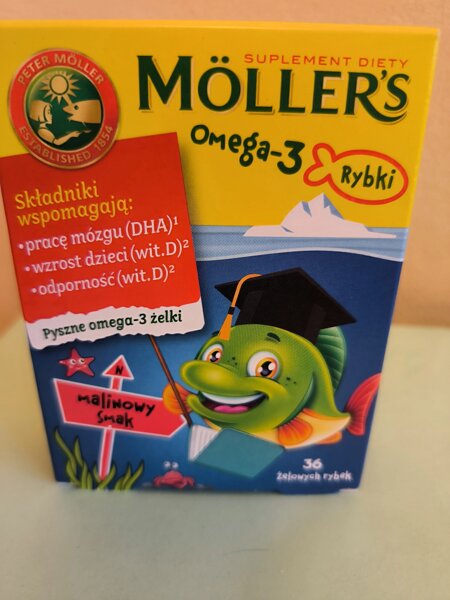 PETER MÖLLER
ESTABLISHED 1854
SUPLEMENT DIETY
MÖLLER'S
Omega-3
Rybki
Składniki
wspomagają:
• pracę mózgu (DHA)¹
• wzrost dzieci (wit.D)²
• odporność (wit.D)²
Pyszne omega-3 żelki
N
malinowy
smak
36
żelowych rybek